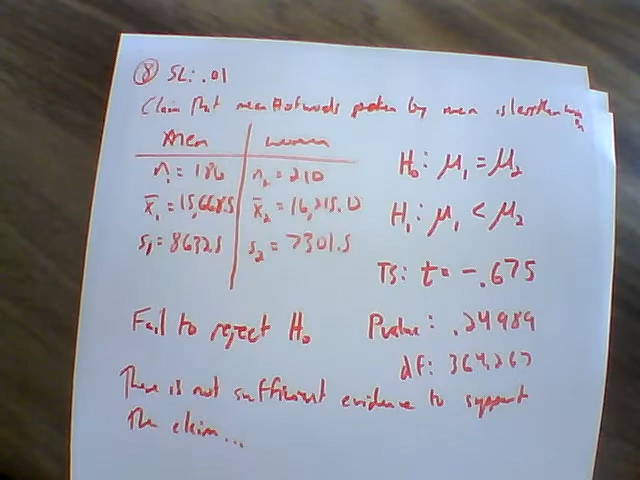 ⑧ SL: .01
Claim that mean # of words spoken by men is less than
Men women
n₁ = 186 n₂ = 210
x̄₁ = 15,668.5 x̄₂ = 16,215.0
s₁ = 8632.5 s₂ = 7301.5
H₀: μ₁ = μ₂
H₁: μ₁ < μ₂
TS: t = -.675
Pvalue: .24989
df: 364.267
Fail to reject H₀
There is not sufficient evidence to support
the claim...